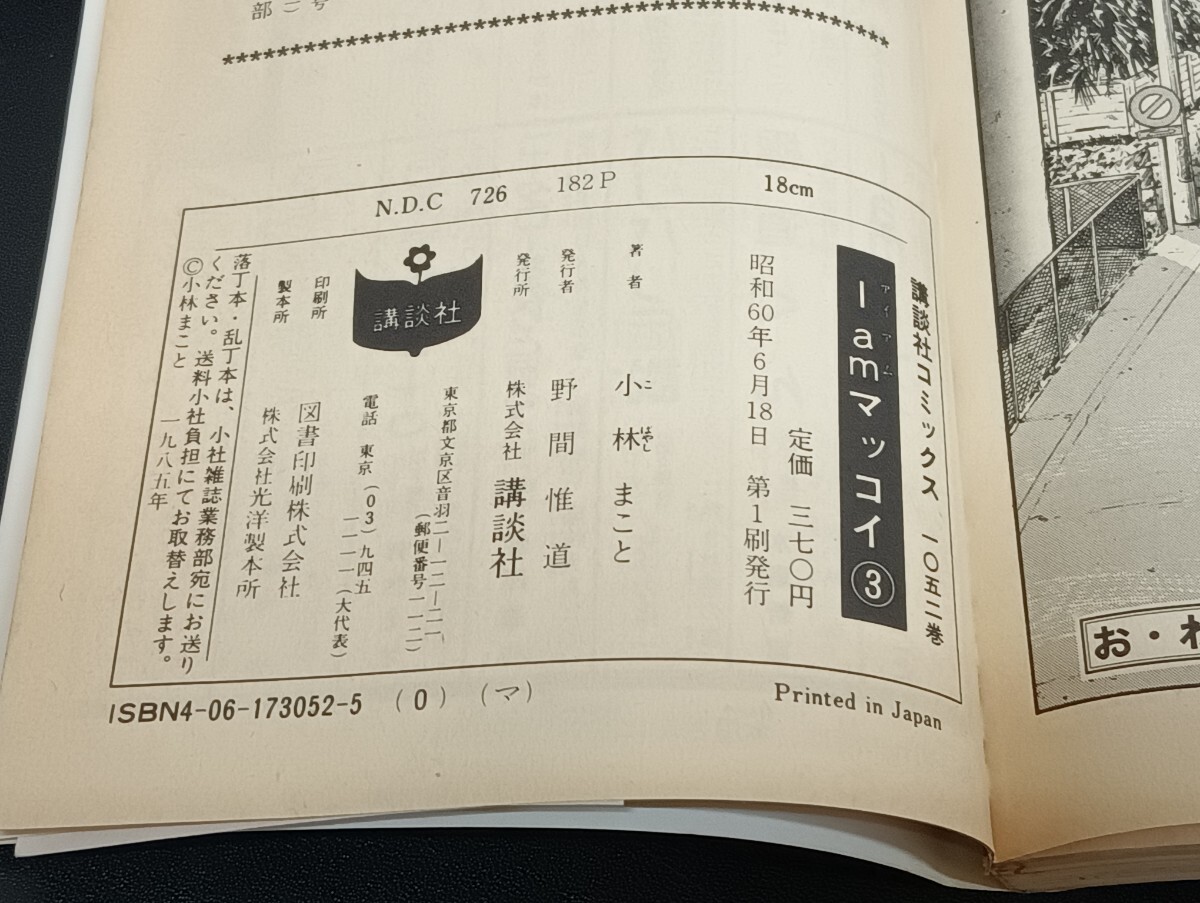 部二号
**************************************************
N.D.C 726 182P 18cm
講談社コミックス 一〇五二巻
アイアム
I am マッコイ③
定価 三七〇円
昭和60年6月18日 第1刷発行
著者 小林まこと
こばやし
発行者 野間惟道
発行所 株式会社 講談社
東京都文京区音羽二―一二―二一
(郵便番号一一二)
電話 東京(03)九四五
一一一一(大代表)
講談社
印刷所 図書印刷株式会社
製本所 株式会社光洋製本所
落丁本・乱丁本は、小社雑誌業務部宛にお送り
ください。送料小社負担にてお取替えします。
©小林まこと 一九八五年
ISBN4-06-173052-5 (0) (マ)
Printed in Japan
お・わ